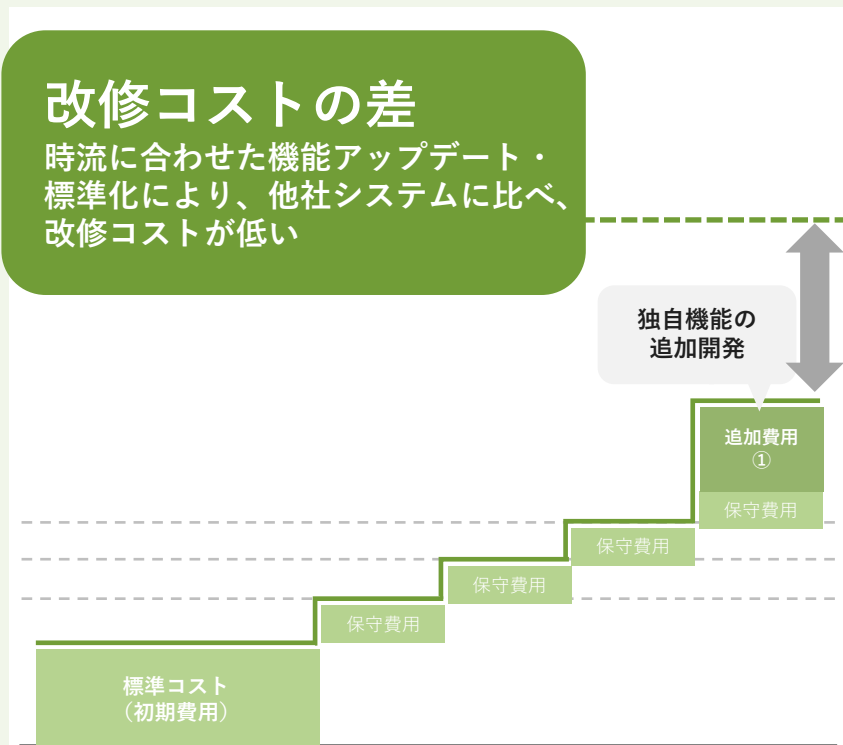 改修コストの差
時流に合わせた機能アップデート・
標準化により、他社システムに比べ、
改修コストが低い
独自機能の
追加開発
追加費用
①
保守費用
保守費用
保守費用
保守費用
標準コスト
（初期費用）